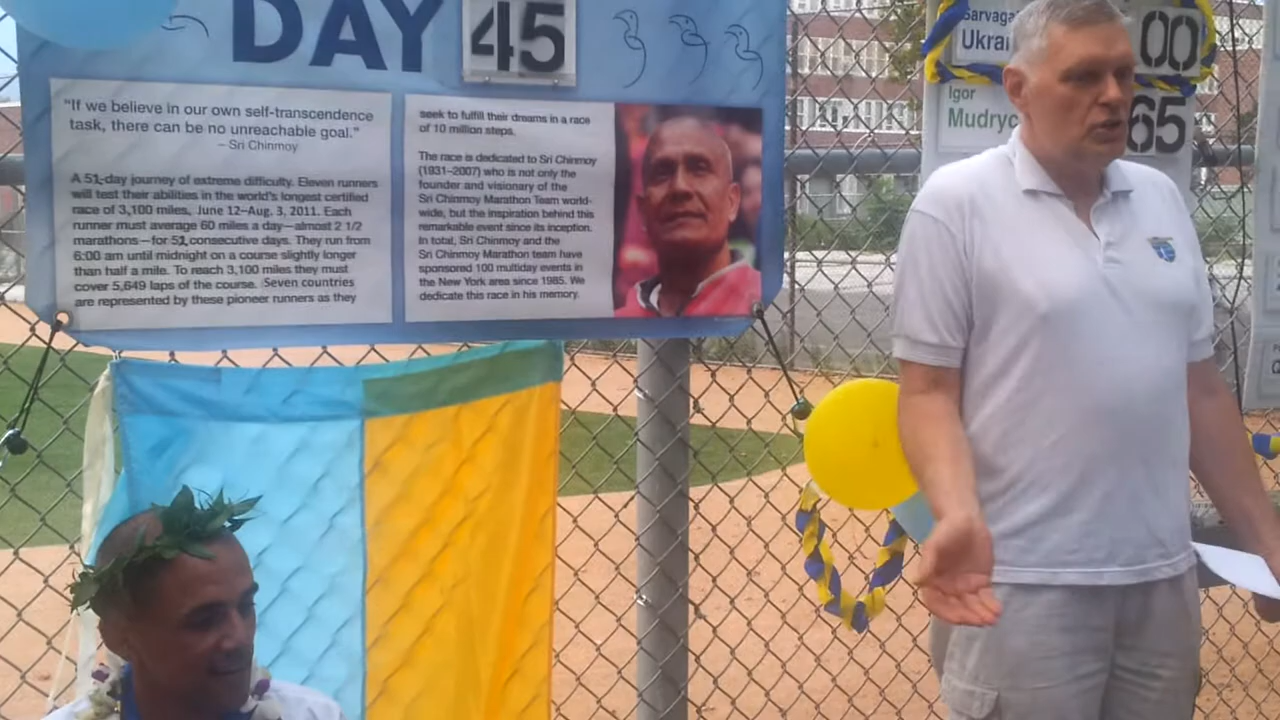 DAY 45
"If we believe in our own self-transcendence
task, there can be no unreachable goal."
– Sri Chinmoy
A 51-day journey of extreme difficulty. Eleven runners
will test their abilities in the world's longest certified
race of 3,100 miles, June 12–Aug. 3, 2011. Each
runner must average 60 miles a day—almost 2 1/2
marathons—for 52 consecutive days. They run from
6:00 am until midnight on a course slightly longer
than half a mile. To reach 3,100 miles they must
cover 5,649 laps of the course. Seven countries
are represented by these pioneer runners as they
seek to fulfill their dreams in a race
of 10 million steps.
The race is dedicated to Sri Chinmoy
(1931–2007) who is not only the
founder and visionary of the
Sri Chinmoy Marathon Team world-
wide, but the inspiration behind this
remarkable event since its inception.
In total, Sri Chinmoy and the
Sri Chinmoy Marathon team have
sponsored 100 multiday events in
the New York area since 1985. We
dedicate this race in his memory.
Sarvaga
Ukrai
00
Igor
Mudryc
65